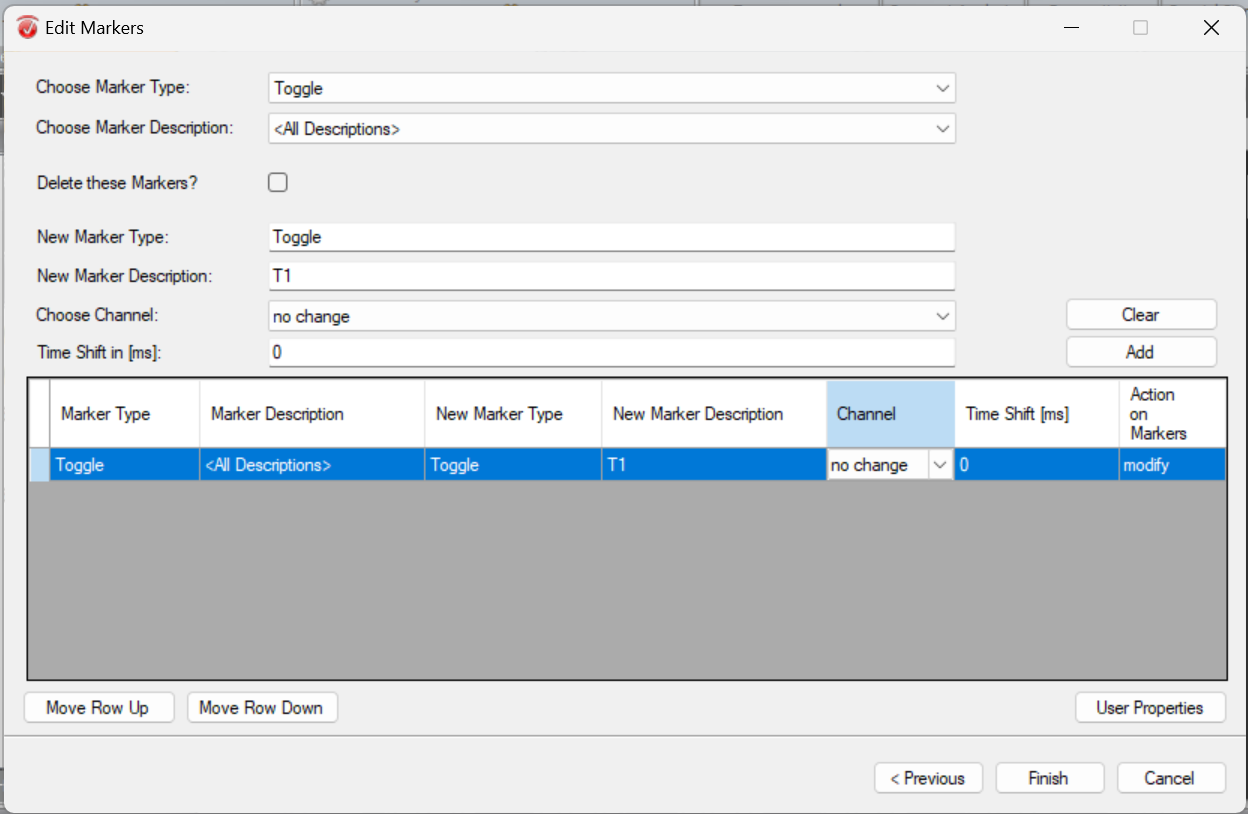 Edit Markers
Choose Marker Type:
Toggle
Choose Marker Description:
<All Descriptions>
Delete these Markers?
New Marker Type:
Toggle
New Marker Description:
T1
Choose Channel:
no change
Clear
Time Shift in [ms]:
0
Add
Marker Type
Marker Description
New Marker Type
New Marker Description
Channel
Time Shift [ms]
Action
on
Markers
Toggle
<All Descriptions>
Toggle
T1
no change
0
modify
Move Row Up
Move Row Down
User Properties
< Previous
Finish
Cancel